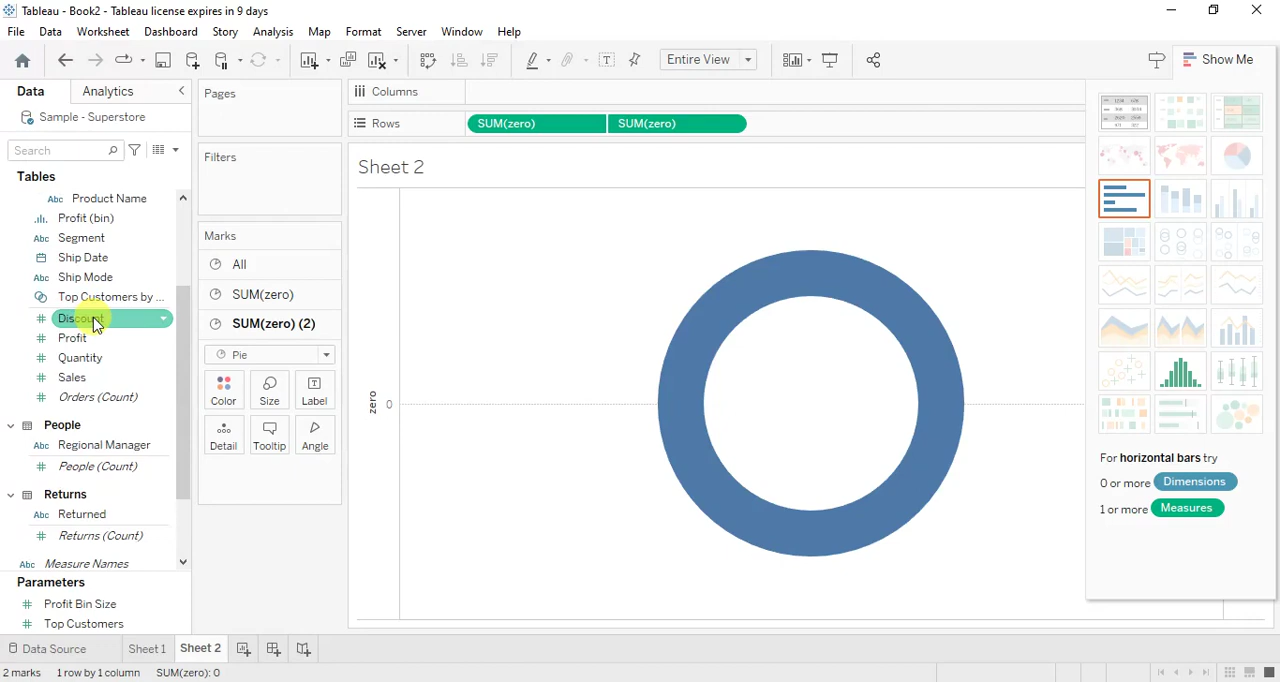 Tableau - Book2 - Tableau license expires in 9 days
File Data Worksheet Dashboard Story Analysis Map Format Server Window Help
Entire View
Show Me
Data Analytics
Sample - Superstore
Search
Tables
Abc Product Name
Profit (bin)
Abc Segment
Ship Date
Abc Ship Mode
Top Customers by ...
# Discount
# Profit
# Quantity
# Sales
# Orders (Count)
People
Abc Regional Manager
# People (Count)
Returns
Abc Returned
# Returns (Count)
Abc Measure Names
Parameters
# Profit Bin Size
# Top Customers
Pages
Filters
Marks
All
SUM(zero)
SUM(zero) (2)
Pie
Color Size Label
Detail Tooltip Angle
Columns
Rows SUM(zero) SUM(zero)
Sheet 2
zero
0
For horizontal bars try
0 or more Dimensions
1 or more Measures
Data Source Sheet 1 Sheet 2
2 marks 1 row by 1 column SUM(zero): 0